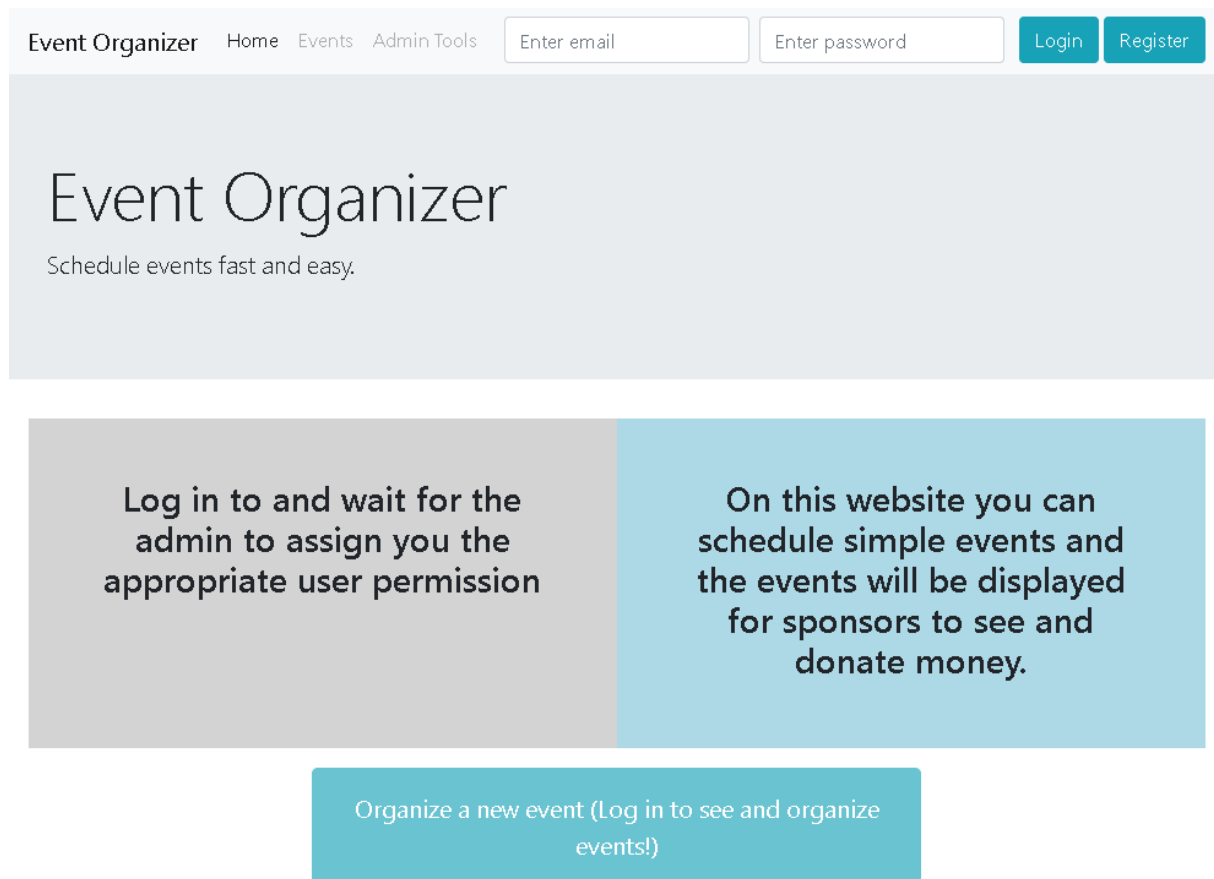 Event Organizer Home Events Admin Tools Enter email Enter password Login Register
Event Organizer
Schedule events fast and easy.
Log in to and wait for the
admin to assign you the
appropriate user permission
On this website you can
schedule simple events and
the events will be displayed
for sponsors to see and
donate money.
Organize a new event (Log in to see and organize
events!)